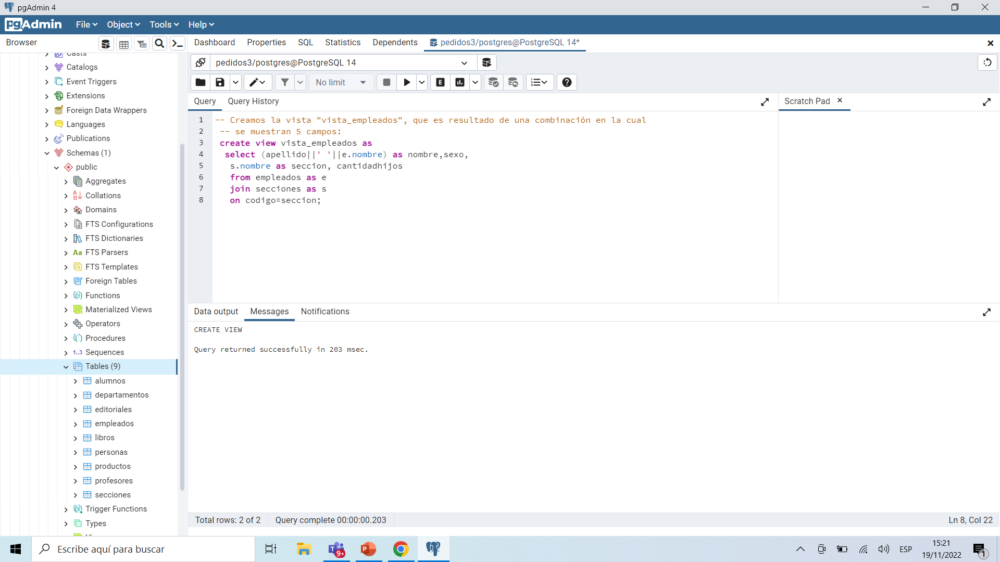 pgAdmin 4
pgAdmin File Object Tools Help
Browser
Dashboard Properties SQL Statistics Dependents pedidos3/postgres@PostgreSQL 14*
pedidos3/postgres@PostgreSQL 14
No limit
Query Query History
Scratch Pad
Casts
Catalogs
Event Triggers
Extensions
Foreign Data Wrappers
Languages
Publications
Schemas (1)
public
Aggregates
Collations
Domains
FTS Configurations
FTS Dictionaries
Aa FTS Parsers
FTS Templates
Foreign Tables
Functions
Materialized Views
Operators
Procedures
1..3 Sequences
Tables (9)
alumnos
departamentos
editoriales
empleados
libros
personas
productos
profesores
secciones
Trigger Functions
Types
1 -- Creamos la vista "vista_empleados", que es resultado de una combinación en la cual
2 -- se muestran 5 campos:
3 create view vista_empleados as
4 select (apellido||' '||e.nombre) as nombre,sexo,
5 s.nombre as seccion, cantidadhijos
6 from empleados as e
7 join secciones as s
8 on codigo=seccion;
Data output Messages Notifications
CREATE VIEW
Query returned successfully in 203 msec.
Total rows: 2 of 2 Query complete 00:00:00.203 Ln 8, Col 22
Escribe aquí para buscar
9+
ESP
15:21
19/11/2022
1